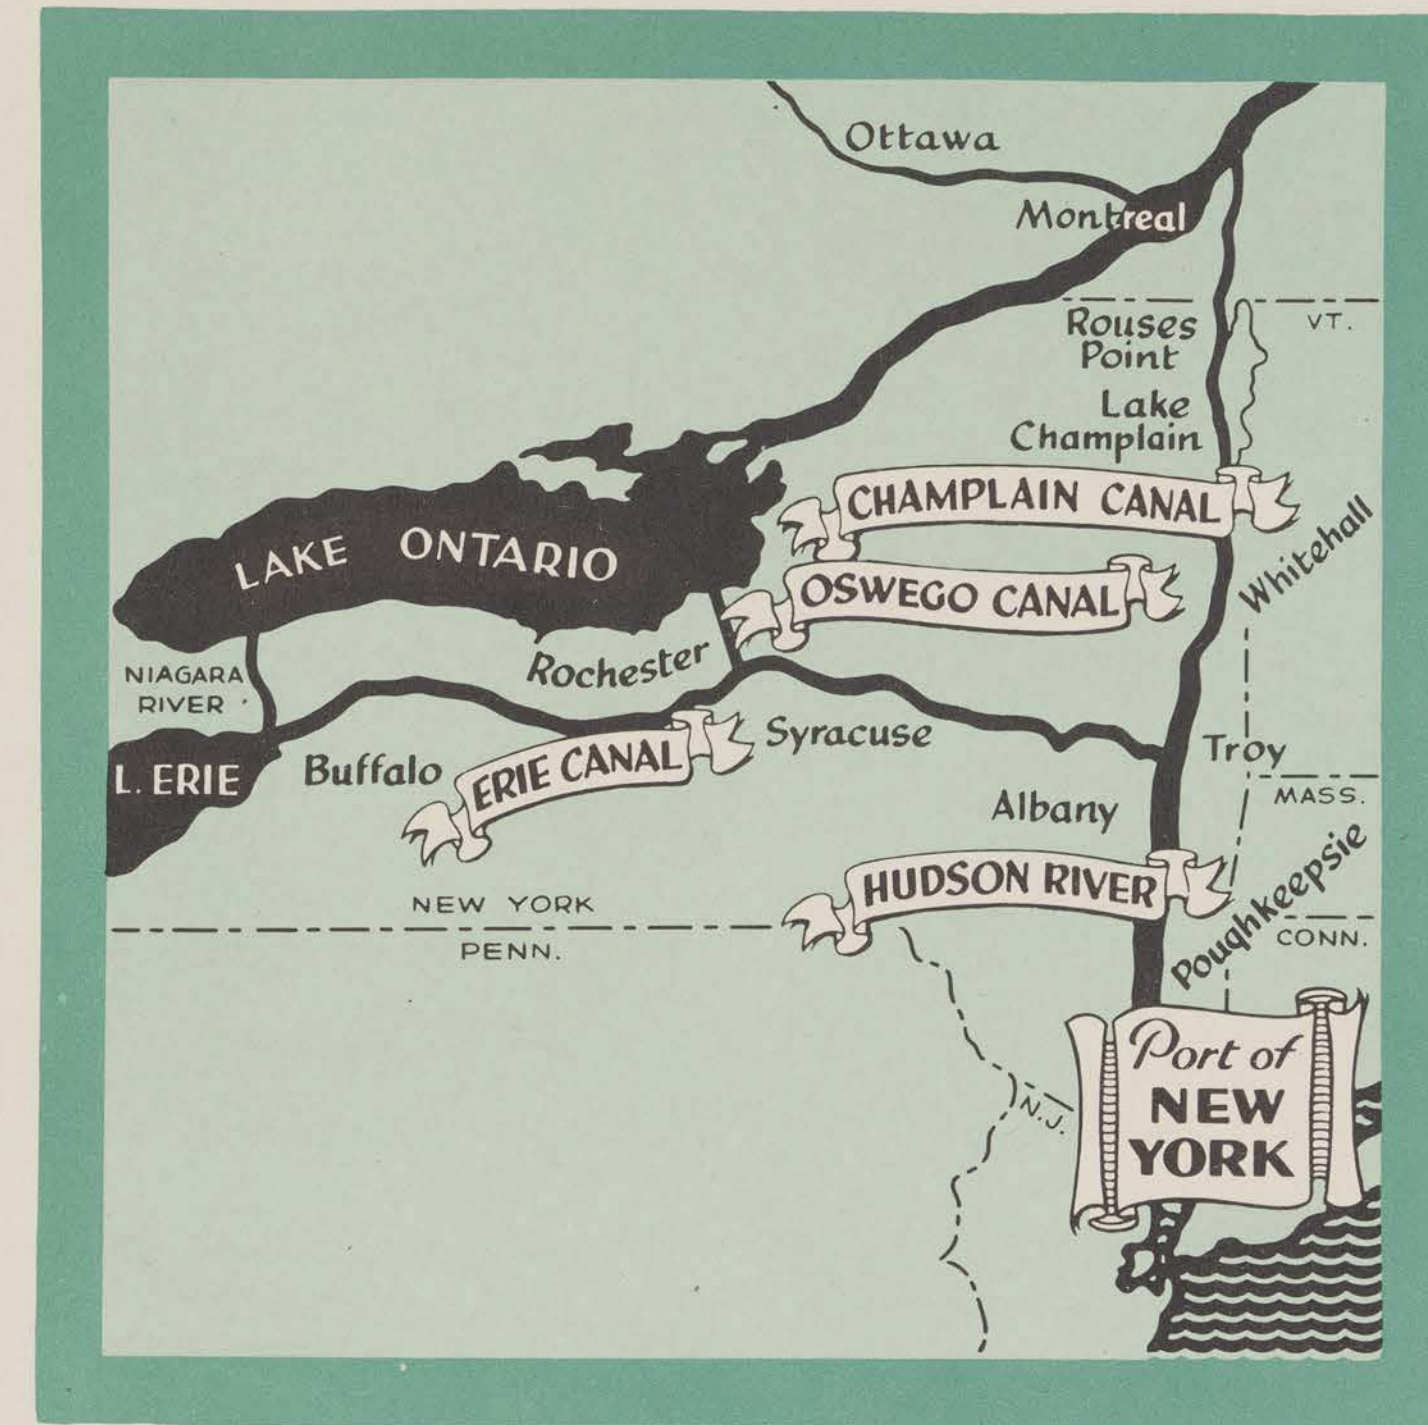 Ottawa
Montreal
Rouses
Point
VT.
Lake
Champlain
CHAMPLAIN CANAL
Whitehall
LAKE ONTARIO
OSWEGO CANAL
Rochester
NIAGARA
RIVER
Syracuse
Troy
L. ERIE
Buffalo
ERIE CANAL
MASS.
Albany
HUDSON RIVER
Poughkeepsie
NEW YORK
PENN.
CONN.
Port of
NEW
YORK
N.J.